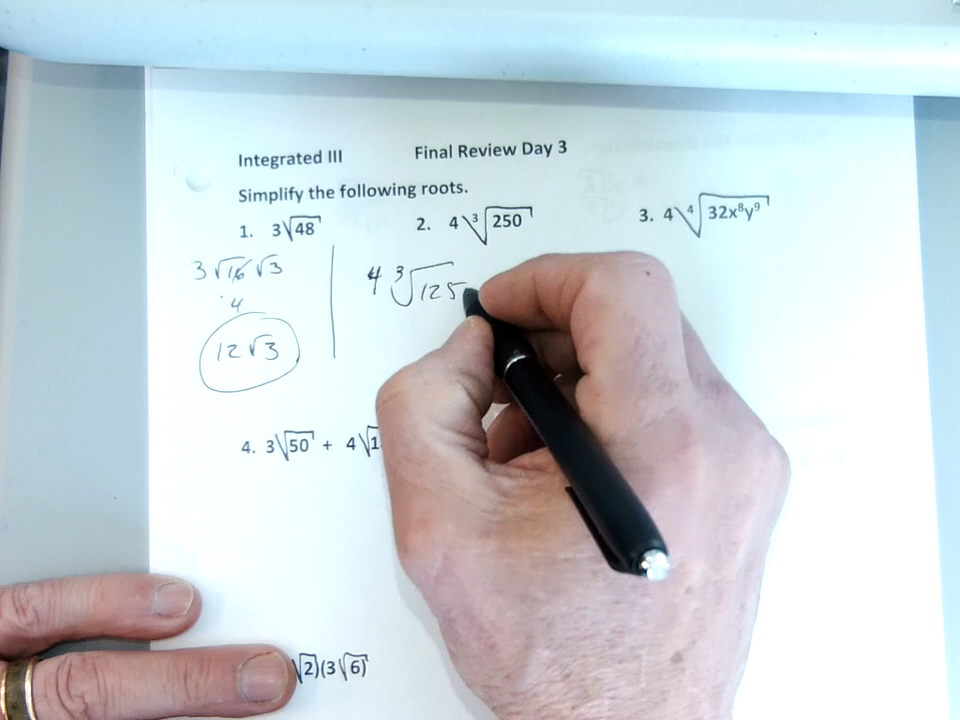 Integrated III Final Review Day 3
Simplify the following roots.
1. 3√48 2. 4∛250 3. 4∜32x⁸y⁹
3√16 √3 4∛125
4
12√3
4. 3√50 + 4√1
√2)(3√6)